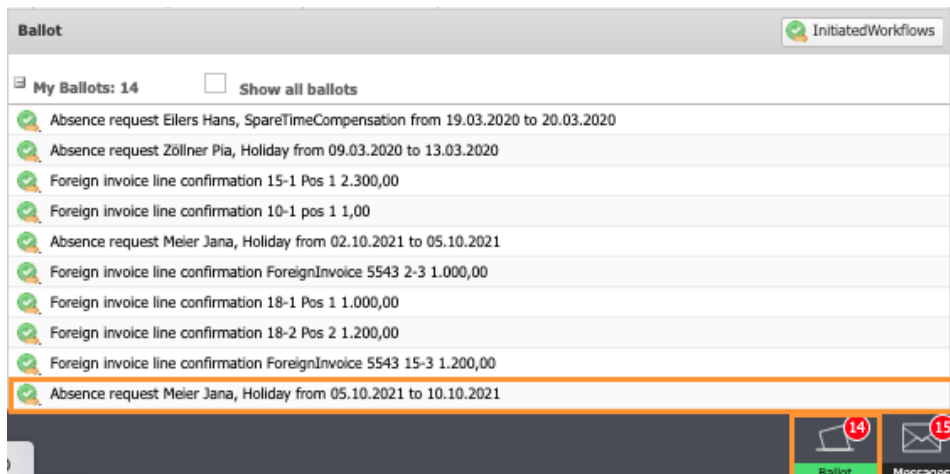 Ballot
InitiatedWorkflows
My Ballots: 14
Show all ballots
Absence request Eilers Hans, SpareTimeCompensation from 19.03.2020 to 20.03.2020
Absence request Zöllner Pia, Holiday from 09.03.2020 to 13.03.2020
Foreign invoice line confirmation 15-1 Pos 1 2.300,00
Foreign invoice line confirmation 10-1 pos 1 1,00
Absence request Meier Jana, Holiday from 02.10.2021 to 05.10.2021
Foreign invoice line confirmation ForeignInvoice 5543 2-3 1.000,00
Foreign invoice line confirmation 18-1 Pos 1 1.000,00
Foreign invoice line confirmation 18-2 Pos 2 1.200,00
Foreign invoice line confirmation ForeignInvoice 5543 15-3 1.200,00
Absence request Meier Jana, Holiday from 05.10.2021 to 10.10.2021
14
15
Ballot
Messages